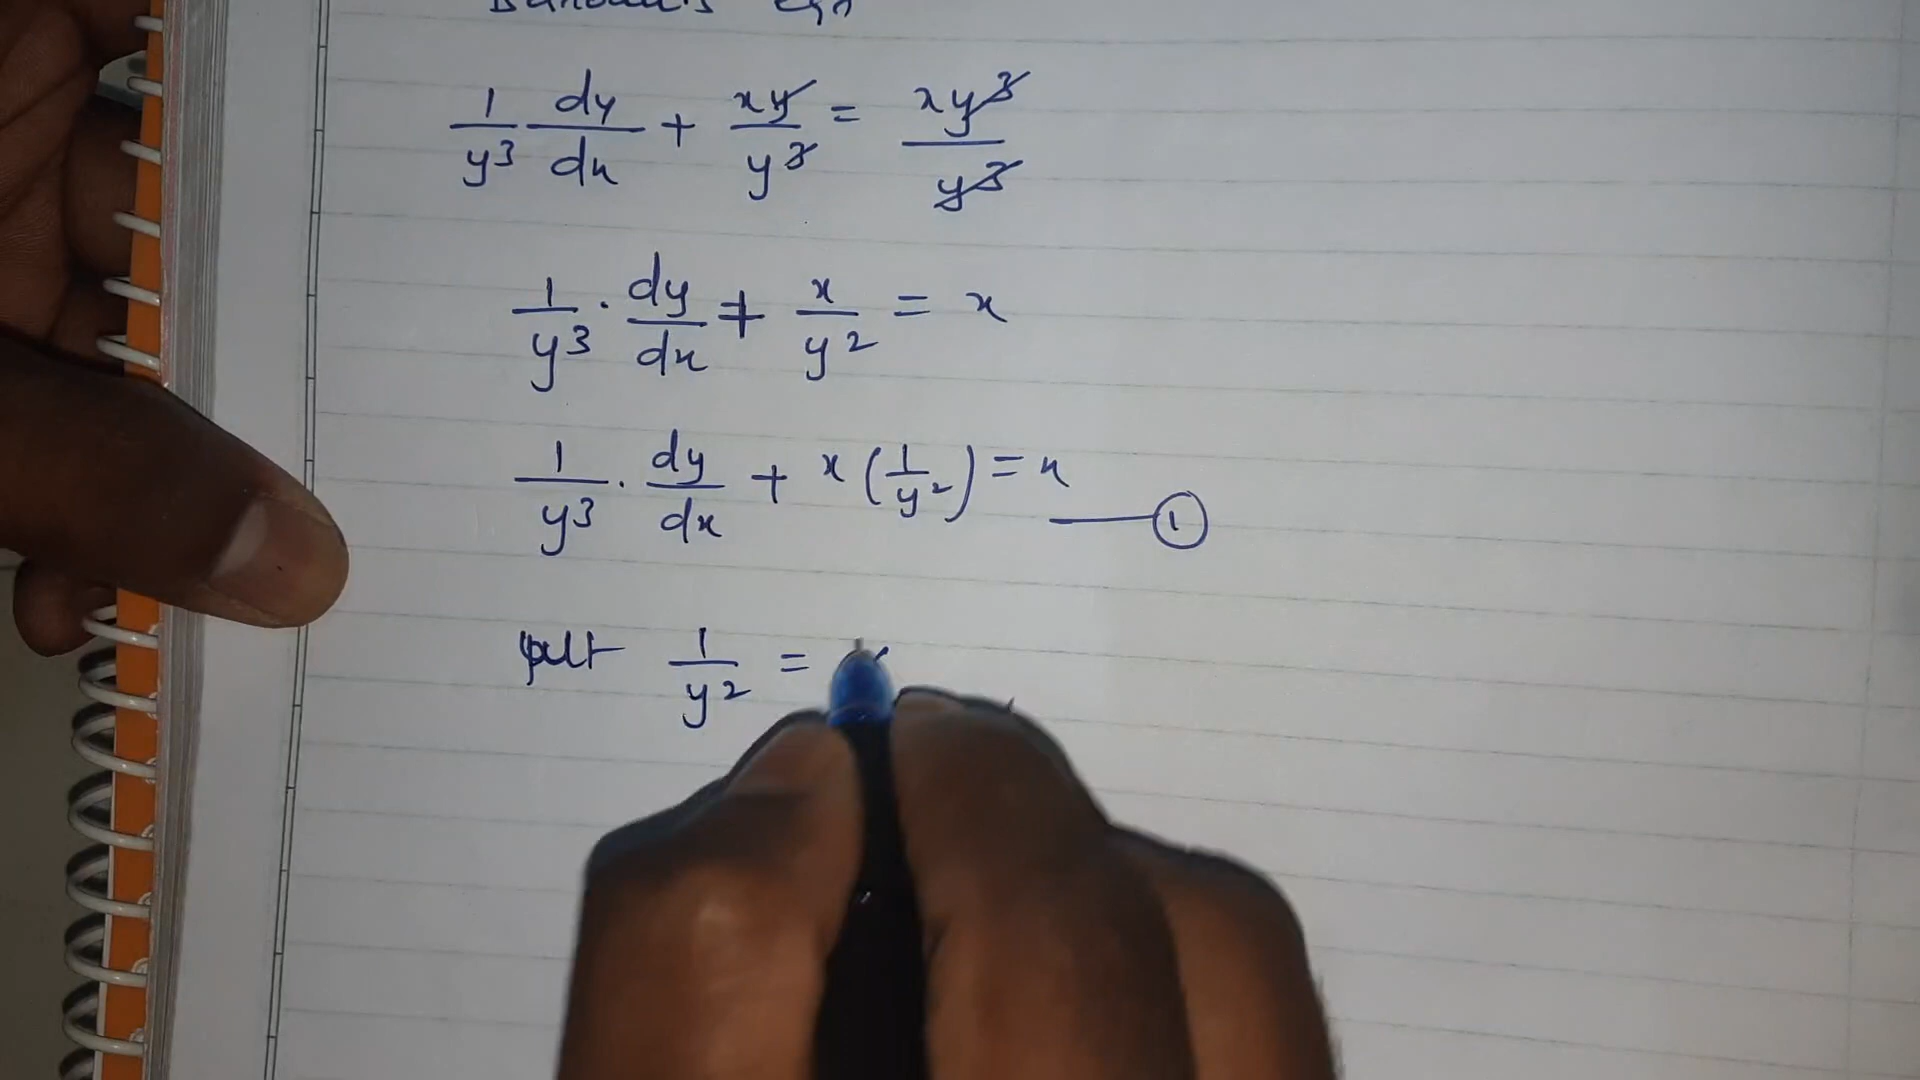 1/y³ dy/dx + xy/y³ = xy³/y³
1/y³ · dy/dx + x/y² = x
1/y³ · dy/dx + x(1/y²) = x — ①
put 1/y² =